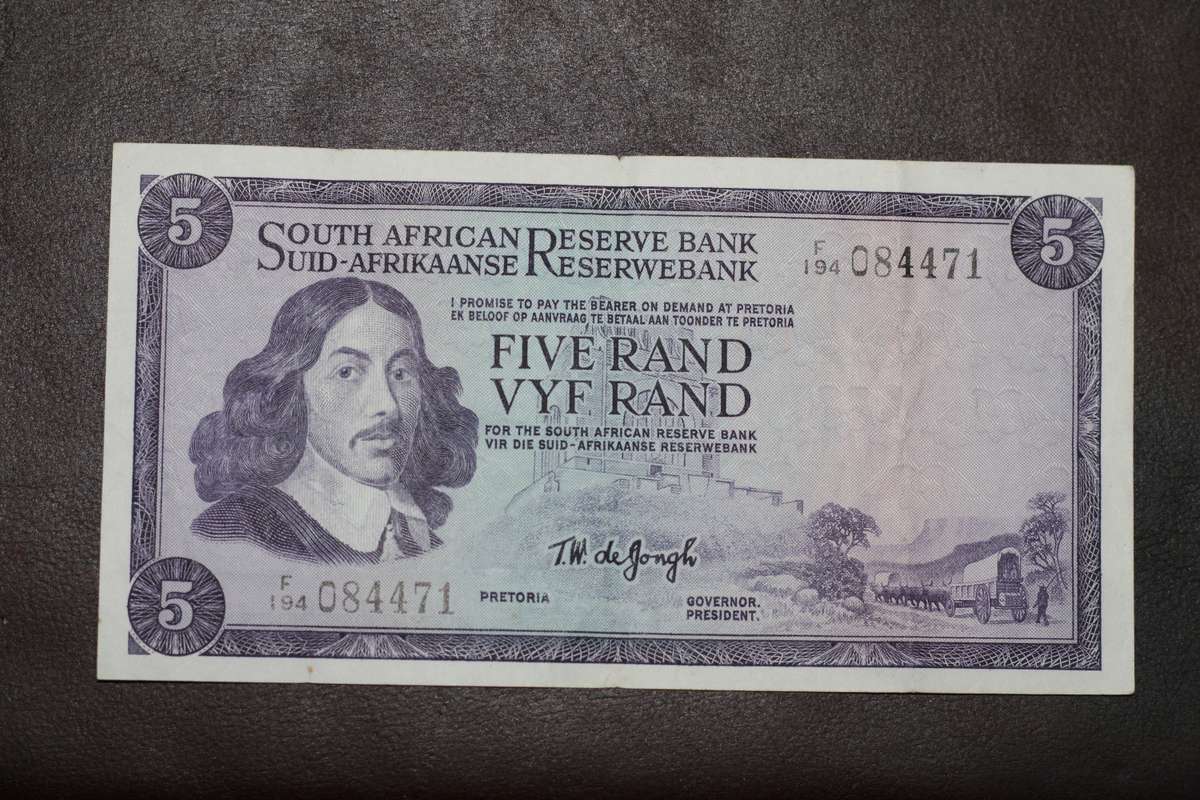 5
SOUTH AFRICAN RESERVE BANK
SUID-AFRIKAANSE RESERWEBANK
F
194 084471
5
I PROMISE TO PAY THE BEARER ON DEMAND AT PRETORIA
EK BELOOF OP AANVRAAG TE BETAAL AAN TOONDER TE PRETORIA
FIVE RAND
VYF RAND
FOR THE SOUTH AFRICAN RESERVE BANK
VIR DIE SUID-AFRIKAANSE RESERWEBANK
T.W. de Jongh
5
F
194 084471
PRETORIA
GOVERNOR.
PRESIDENT.